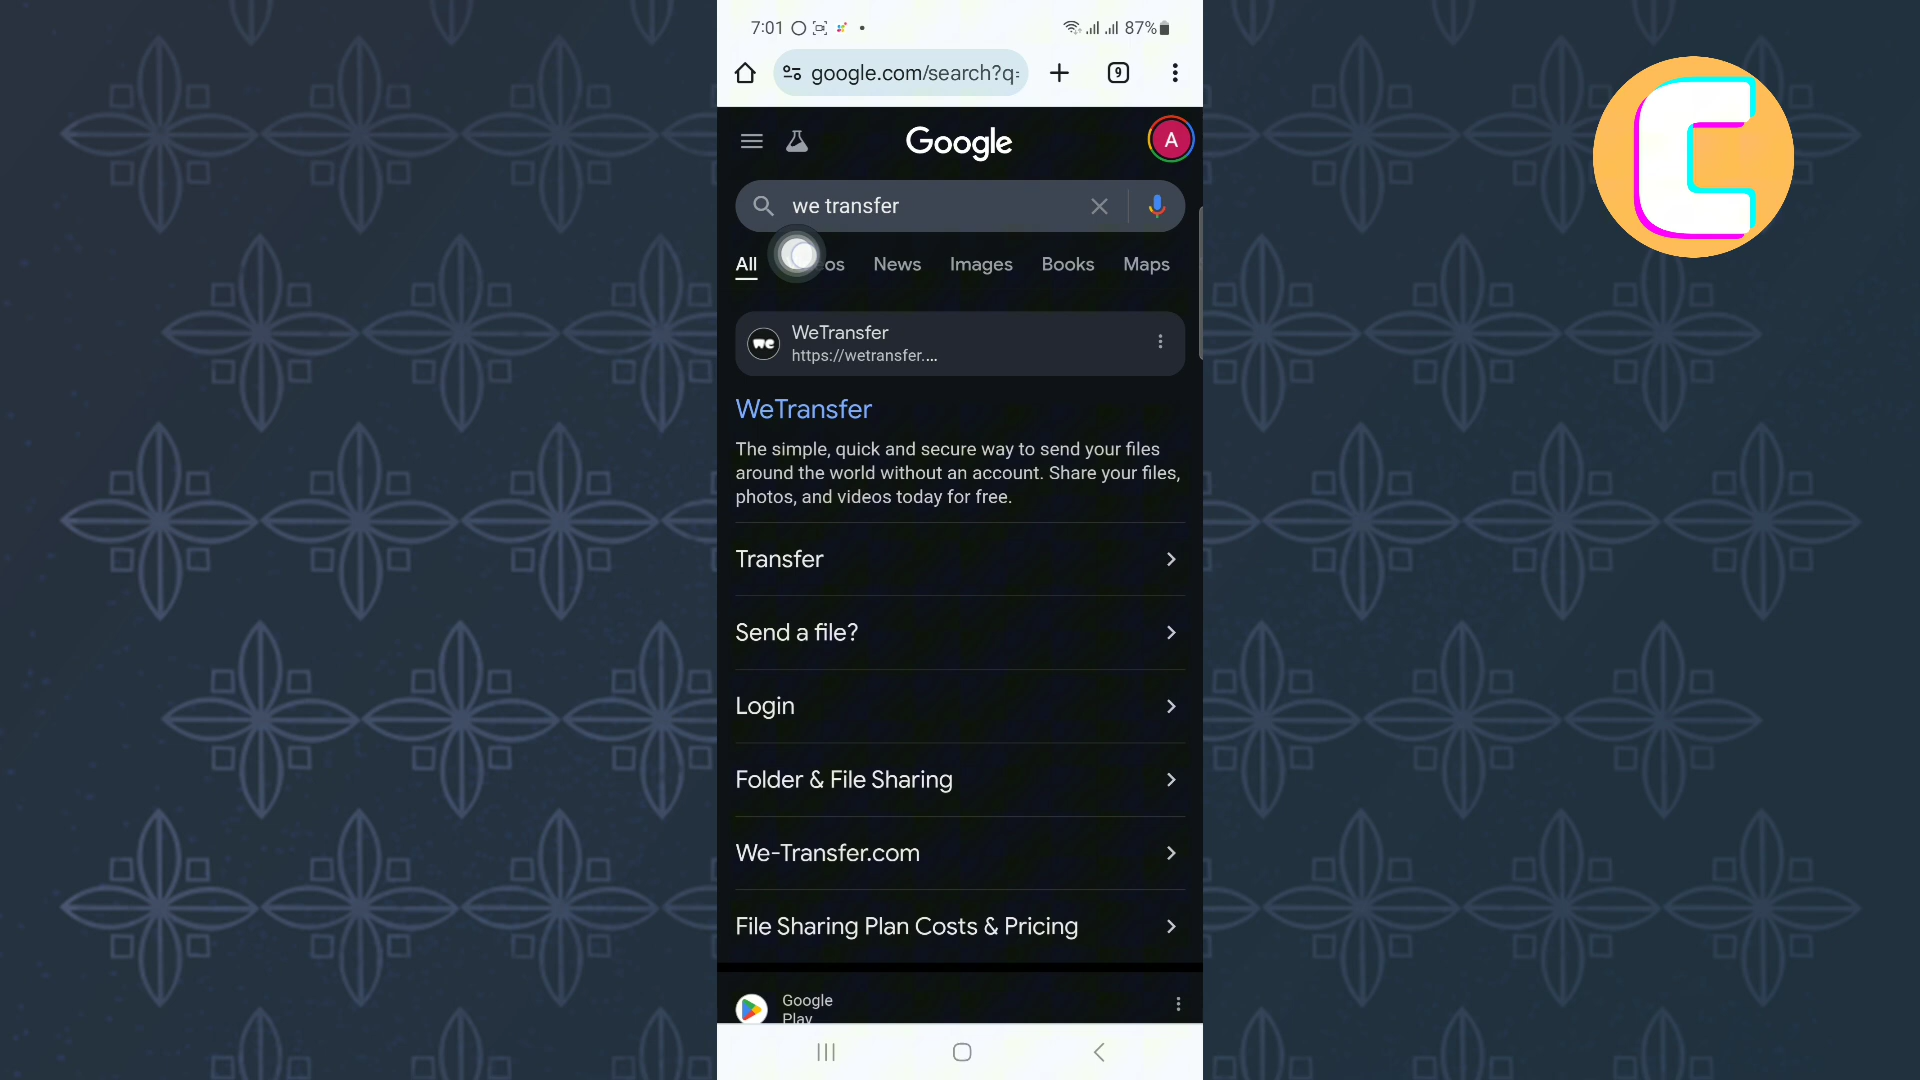 7:01
87%
google.com/search?q=
9
Google
A
we transfer
All
News
Images
Books
Maps
WeTransfer
we
https://wetransfer....
WeTransfer
The simple, quick and secure way to send your files
around the world without an account. Share your files,
photos, and videos today for free.
Transfer
Send a file?
Login
Folder & File Sharing
We-Transfer.com
File Sharing Plan Costs & Pricing
Google
Play
C